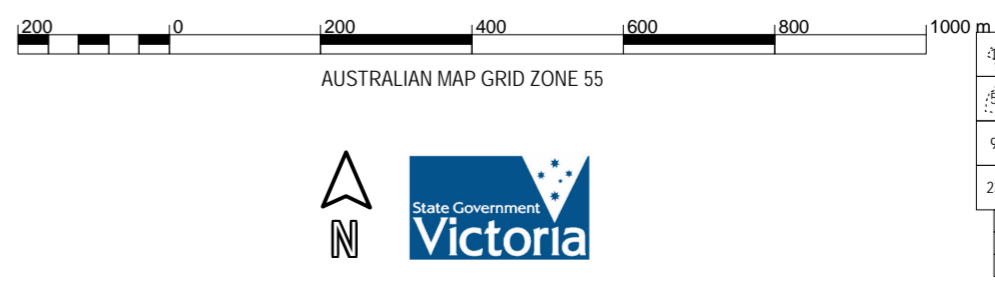 200 0 200 400 600 800 1000 m
AUSTRALIAN MAP GRID ZONE 55
N
State Government
Victoria